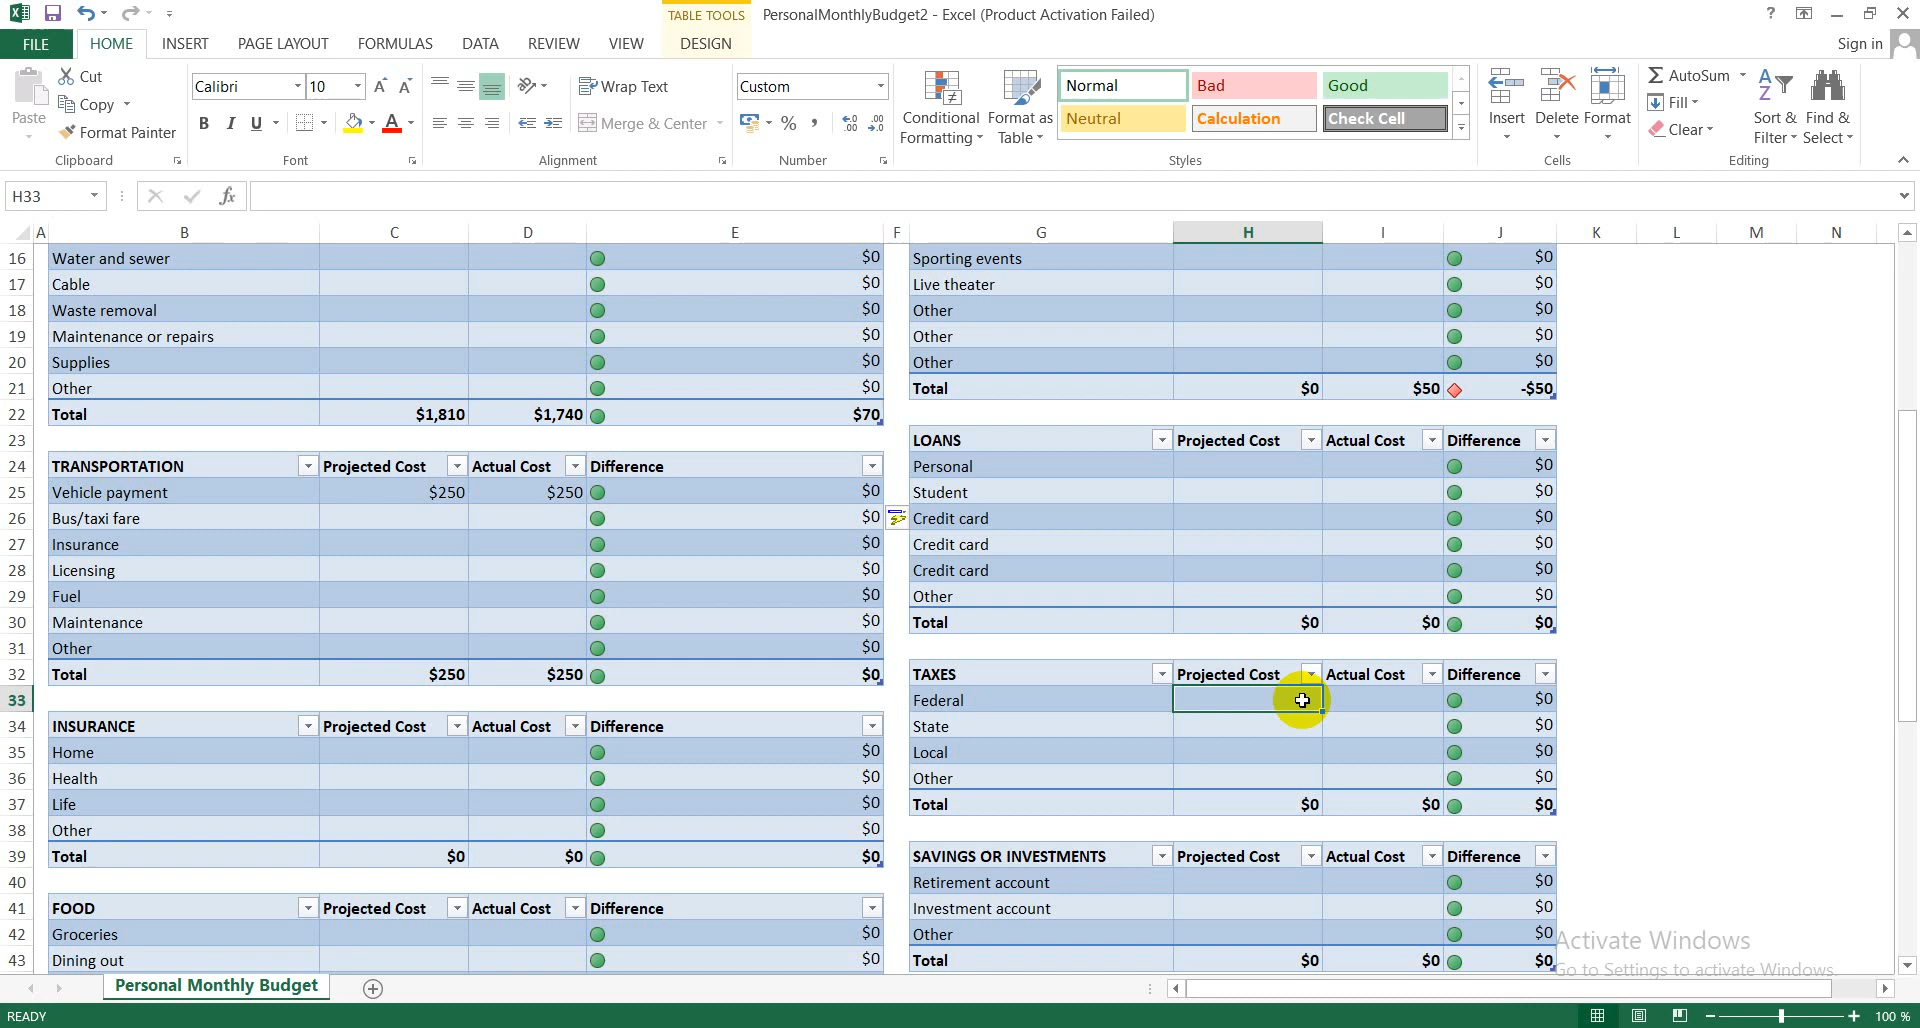 TABLE TOOLS PersonalMonthlyBudget2 - Excel (Product Activation Failed) ?
FILE HOME INSERT PAGE LAYOUT FORMULAS DATA REVIEW VIEW DESIGN Sign in
Paste Cut
Copy
Format Painter
Clipboard
Calibri 10
B I U A
Font
Wrap Text
Merge & Center
Alignment
Custom
% ,
Number
Conditional Formatting
Format as Table
Normal Bad Good
Neutral Calculation Check Cell
Styles
Insert Delete Format
Cells
AutoSum
Fill
Clear
Sort & Filter
Find & Select
Editing
H33 fx
A B C D E F G H I J K L M N
16 Water and sewer $0 Sporting events $0
17 Cable $0 Live theater $0
18 Waste removal $0 Other $0
19 Maintenance or repairs $0 Other $0
20 Supplies $0 Other $0
21 Other $0 Total $0 $50 -$50
22 Total $1,810 $1,740 $70
23 LOANS Projected Cost Actual Cost Difference
24 TRANSPORTATION Projected Cost Actual Cost Difference Personal $0
25 Vehicle payment $250 $250 $0 Student $0
26 Bus/taxi fare $0 Credit card $0
27 Insurance $0 Credit card $0
28 Licensing $0 Credit card $0
29 Fuel $0 Other $0
30 Maintenance $0 Total $0 $0 $0
31 Other $0
32 Total $250 $250 $0 TAXES Projected Cost Actual Cost Difference
33 Federal $0
34 INSURANCE Projected Cost Actual Cost Difference State $0
35 Home $0 Local $0
36 Health $0 Other $0
37 Life $0 Total $0 $0 $0
38 Other $0
39 Total $0 $0 $0 SAVINGS OR INVESTMENTS Projected Cost Actual Cost Difference
40 Retirement account $0
41 FOOD Projected Cost Actual Cost Difference Investment account $0
42 Groceries $0 Other $0
43 Dining out $0 Total $0 $0 $0
Activate Windows
Go to Settings to activate Windows.
Personal Monthly Budget
READY 100 %